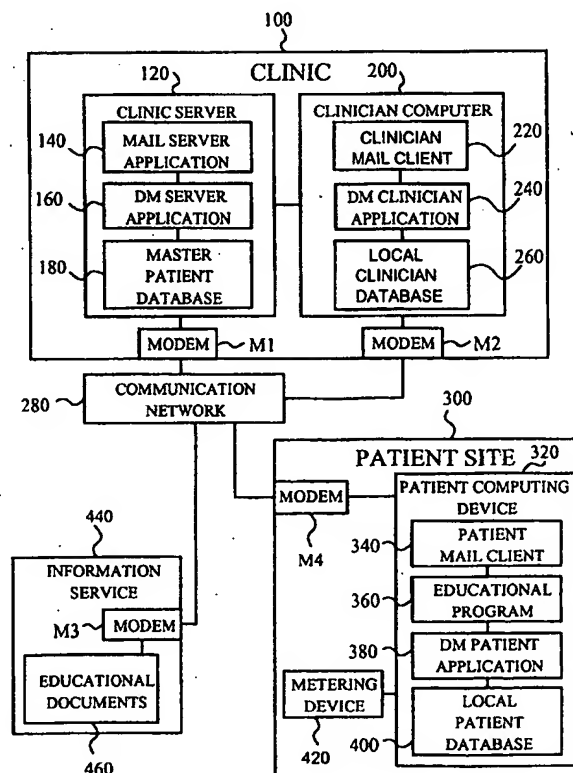 100
CLINIC
120
200
CLINIC SERVER
CLINICIAN COMPUTER
140
MAIL SERVER
APPLICATION
CLINICIAN
MAIL CLIENT
220
160
DM SERVER
APPLICATION
DM CLINICIAN
APPLICATION
240
180
MASTER
PATIENT
DATABASE
LOCAL
CLINICIAN
DATABASE
260
MODEM
M1
MODEM
M2
280
COMMUNICATION
NETWORK
300
PATIENT SITE
320
MODEM
M4
PATIENT COMPUTING
DEVICE
340
PATIENT
MAIL CLIENT
360
EDUCATIONAL
PROGRAM
380
DM PATIENT
APPLICATION
METERING
DEVICE
420
400
LOCAL
PATIENT
DATABASE
440
INFORMATION
SERVICE
M3
MODEM
EDUCATIONAL
DOCUMENTS
460